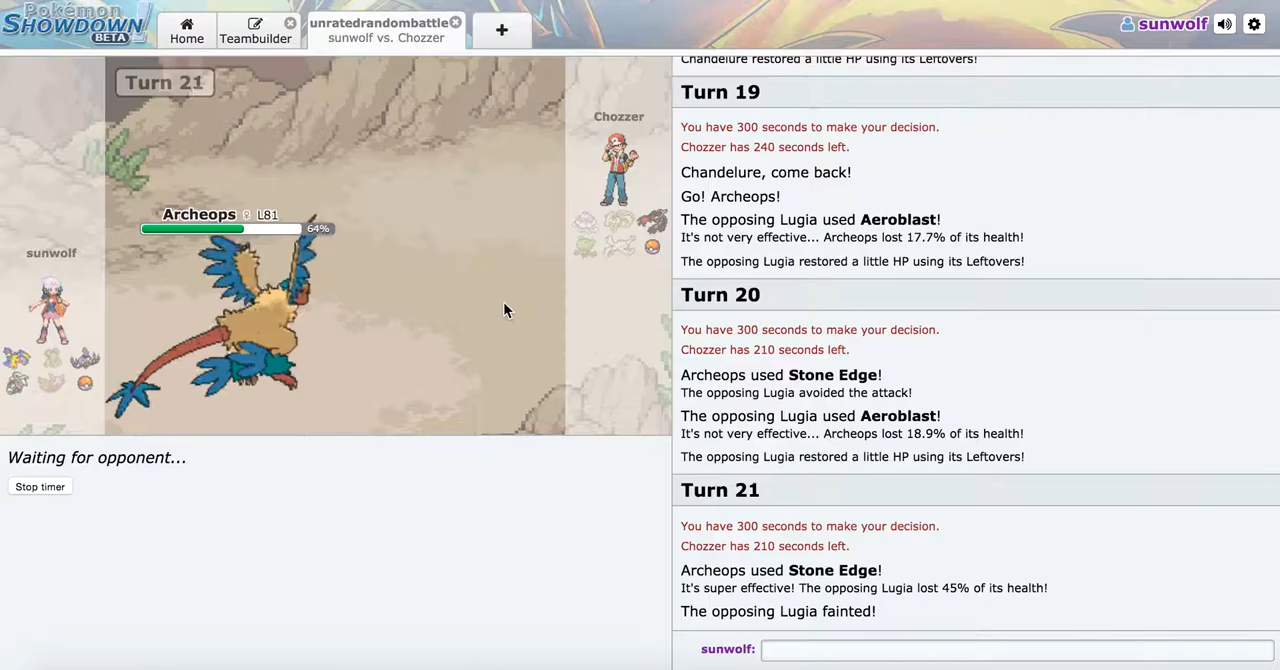 Pokémon
SHOWDOWN
BETA
Home
Teambuilder
unratedrandombattle
sunwolf vs. Chozzer
+
sunwolf
Turn 21
Chozzer
Archeops ♀ L81
64%
sunwolf
Waiting for opponent...
Stop timer
Chandelure restored a little HP using its Leftovers!
Turn 19
You have 300 seconds to make your decision.
Chozzer has 240 seconds left.
Chandelure, come back!
Go! Archeops!
The opposing Lugia used Aeroblast!
It's not very effective... Archeops lost 17.7% of its health!
The opposing Lugia restored a little HP using its Leftovers!
Turn 20
You have 300 seconds to make your decision.
Chozzer has 210 seconds left.
Archeops used Stone Edge!
The opposing Lugia avoided the attack!
The opposing Lugia used Aeroblast!
It's not very effective... Archeops lost 18.9% of its health!
The opposing Lugia restored a little HP using its Leftovers!
Turn 21
You have 300 seconds to make your decision.
Chozzer has 210 seconds left.
Archeops used Stone Edge!
It's super effective! The opposing Lugia lost 45% of its health!
The opposing Lugia fainted!
sunwolf: